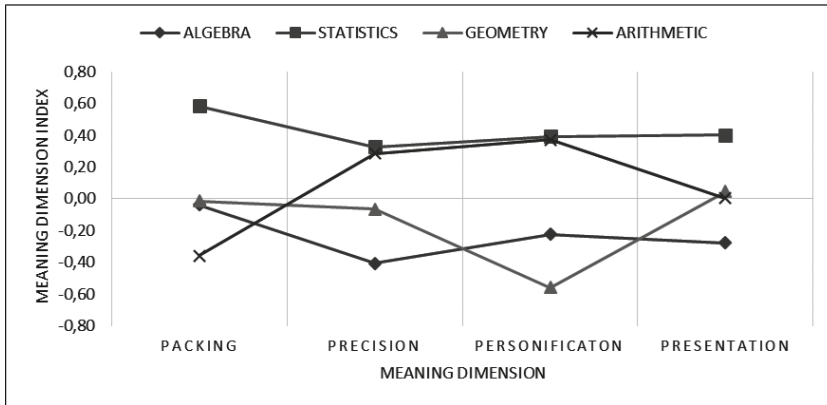 ALGEBRA STATISTICS GEOMETRY ARITHMETIC
MEANING DIMENSION INDEX
0,80
0,60
0,40
0,20
0,00
-0,20
-0,40
-0,60
-0,80
PACKING PRECISION PERSONIFICATON PRESENTATION
MEANING DIMENSION